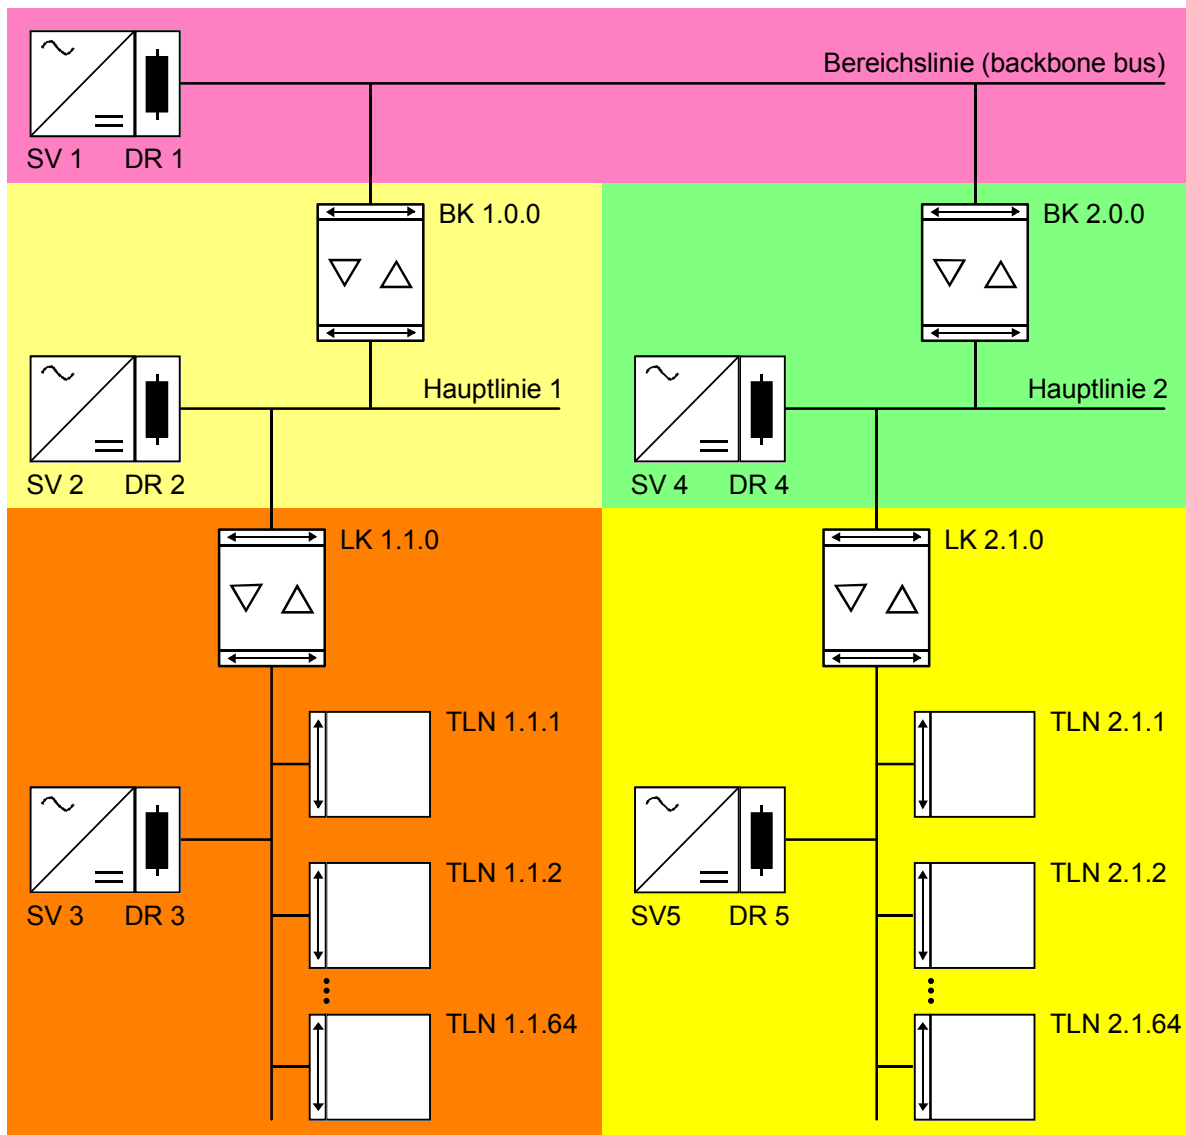 Bereichslinie (backbone bus)
SV 1 DR 1
BK 1.0.0
BK 2.0.0
Hauptlinie 1
Hauptlinie 2
SV 2 DR 2
SV 4 DR 4
LK 1.1.0
LK 2.1.0
TLN 1.1.1
TLN 2.1.1
TLN 1.1.2
TLN 2.1.2
SV 3 DR 3
SV5 DR 5
TLN 1.1.64
TLN 2.1.64